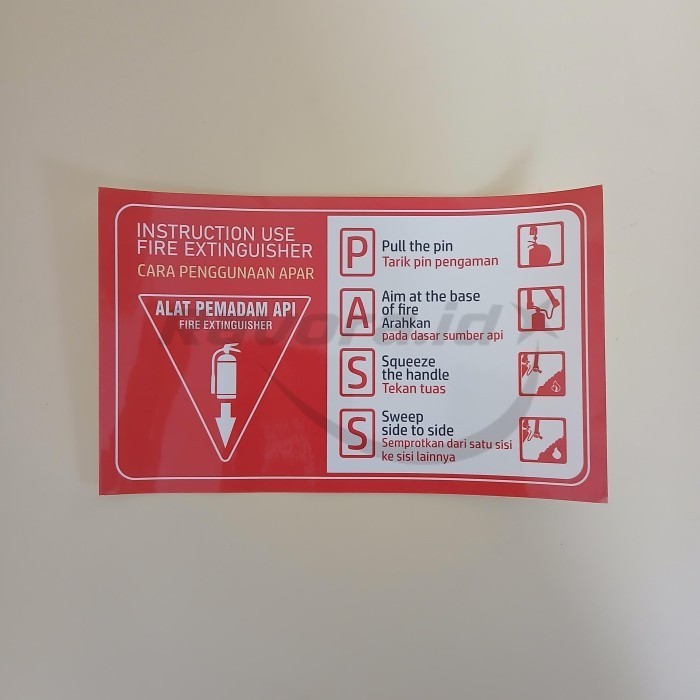 INSTRUCTION USE
FIRE EXTINGUISHER
CARA PENGGUNAAN APAR
ALAT PEMADAM API
FIRE EXTINGUISHER
P
Pull the pin
Tarik pin pengaman
A
Aim at the base
of fire
Arahkan
pada dasar sumber api
S
Squeeze
the handle
Tekan tuas
S
Sweep
side to side
Semprotkan dari satu sisi
ke sisi lainnya